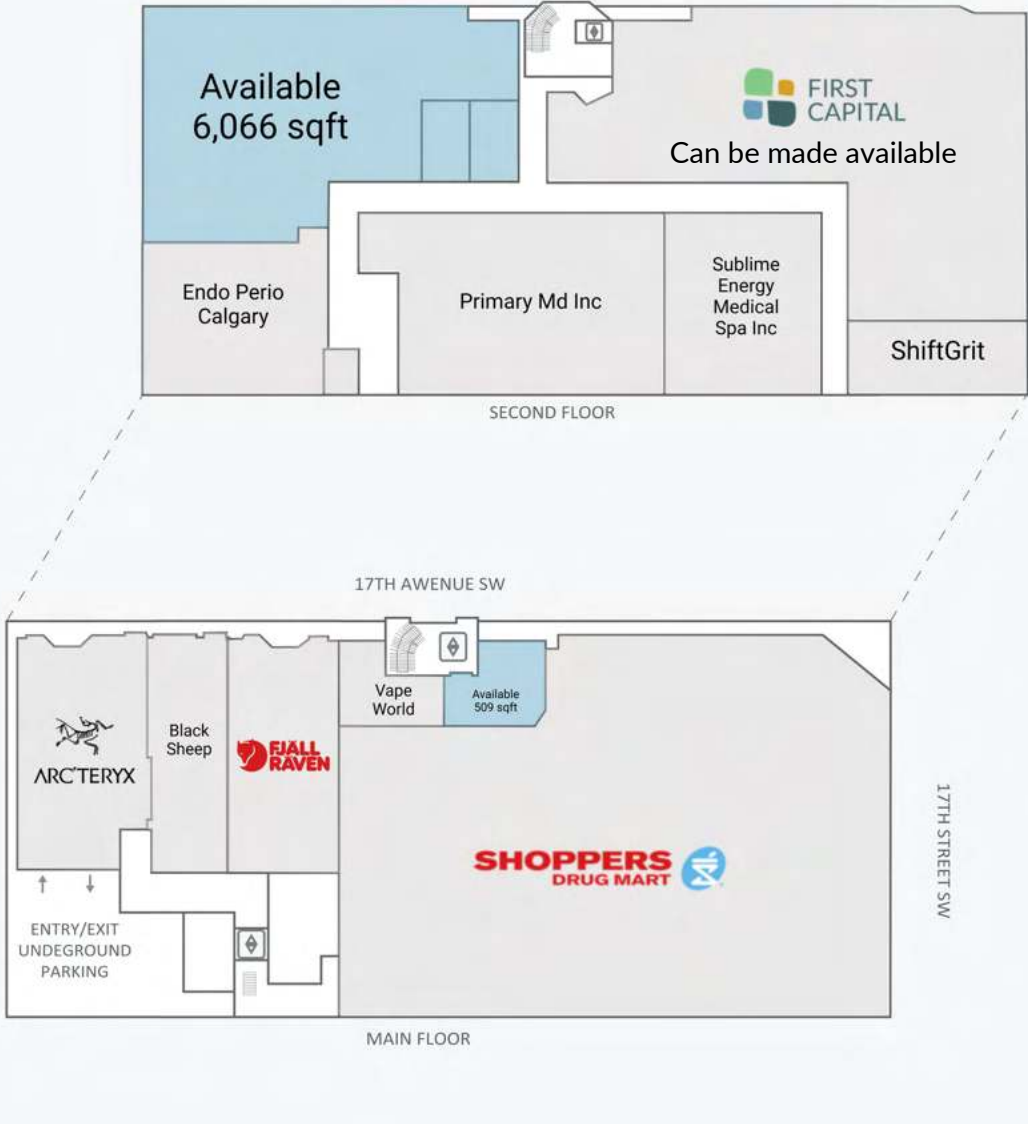 Available
6,066 sqft
FIRST
CAPITAL
Can be made available
Endo Perio
Calgary
Primary Md Inc
Sublime
Energy
Medical
Spa Inc
ShiftGrit
SECOND FLOOR
17TH AWENUE SW
Vape
World
Available
509 sqft
Black
Sheep
ARC'TERYX
FJÄLL
RÄVEN
SHOPPERS
DRUG MART
17TH STREET SW
ENTRY/EXIT
UNDEGROUND
PARKING
MAIN FLOOR